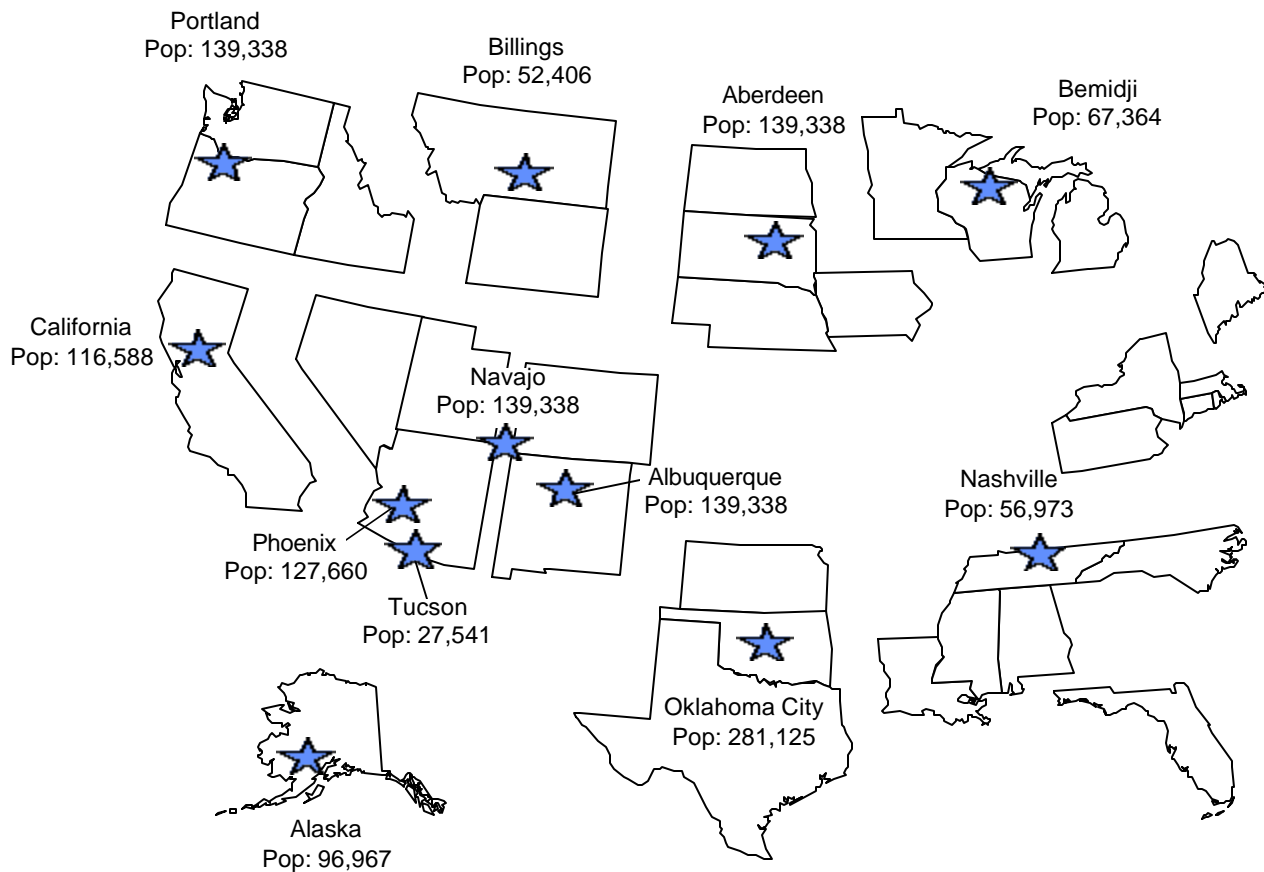 Portland
Pop: 139,338
Billings
Pop: 52,406
Aberdeen
Pop: 139,338
Bemidji
Pop: 67,364
California
Pop: 116,588
Navajo
Pop: 139,338
Albuquerque
Pop: 139,338
Nashville
Pop: 56,973
Phoenix
Pop: 127,660
Tucson
Pop: 27,541
Oklahoma City
Pop: 281,125
Alaska
Pop: 96,967